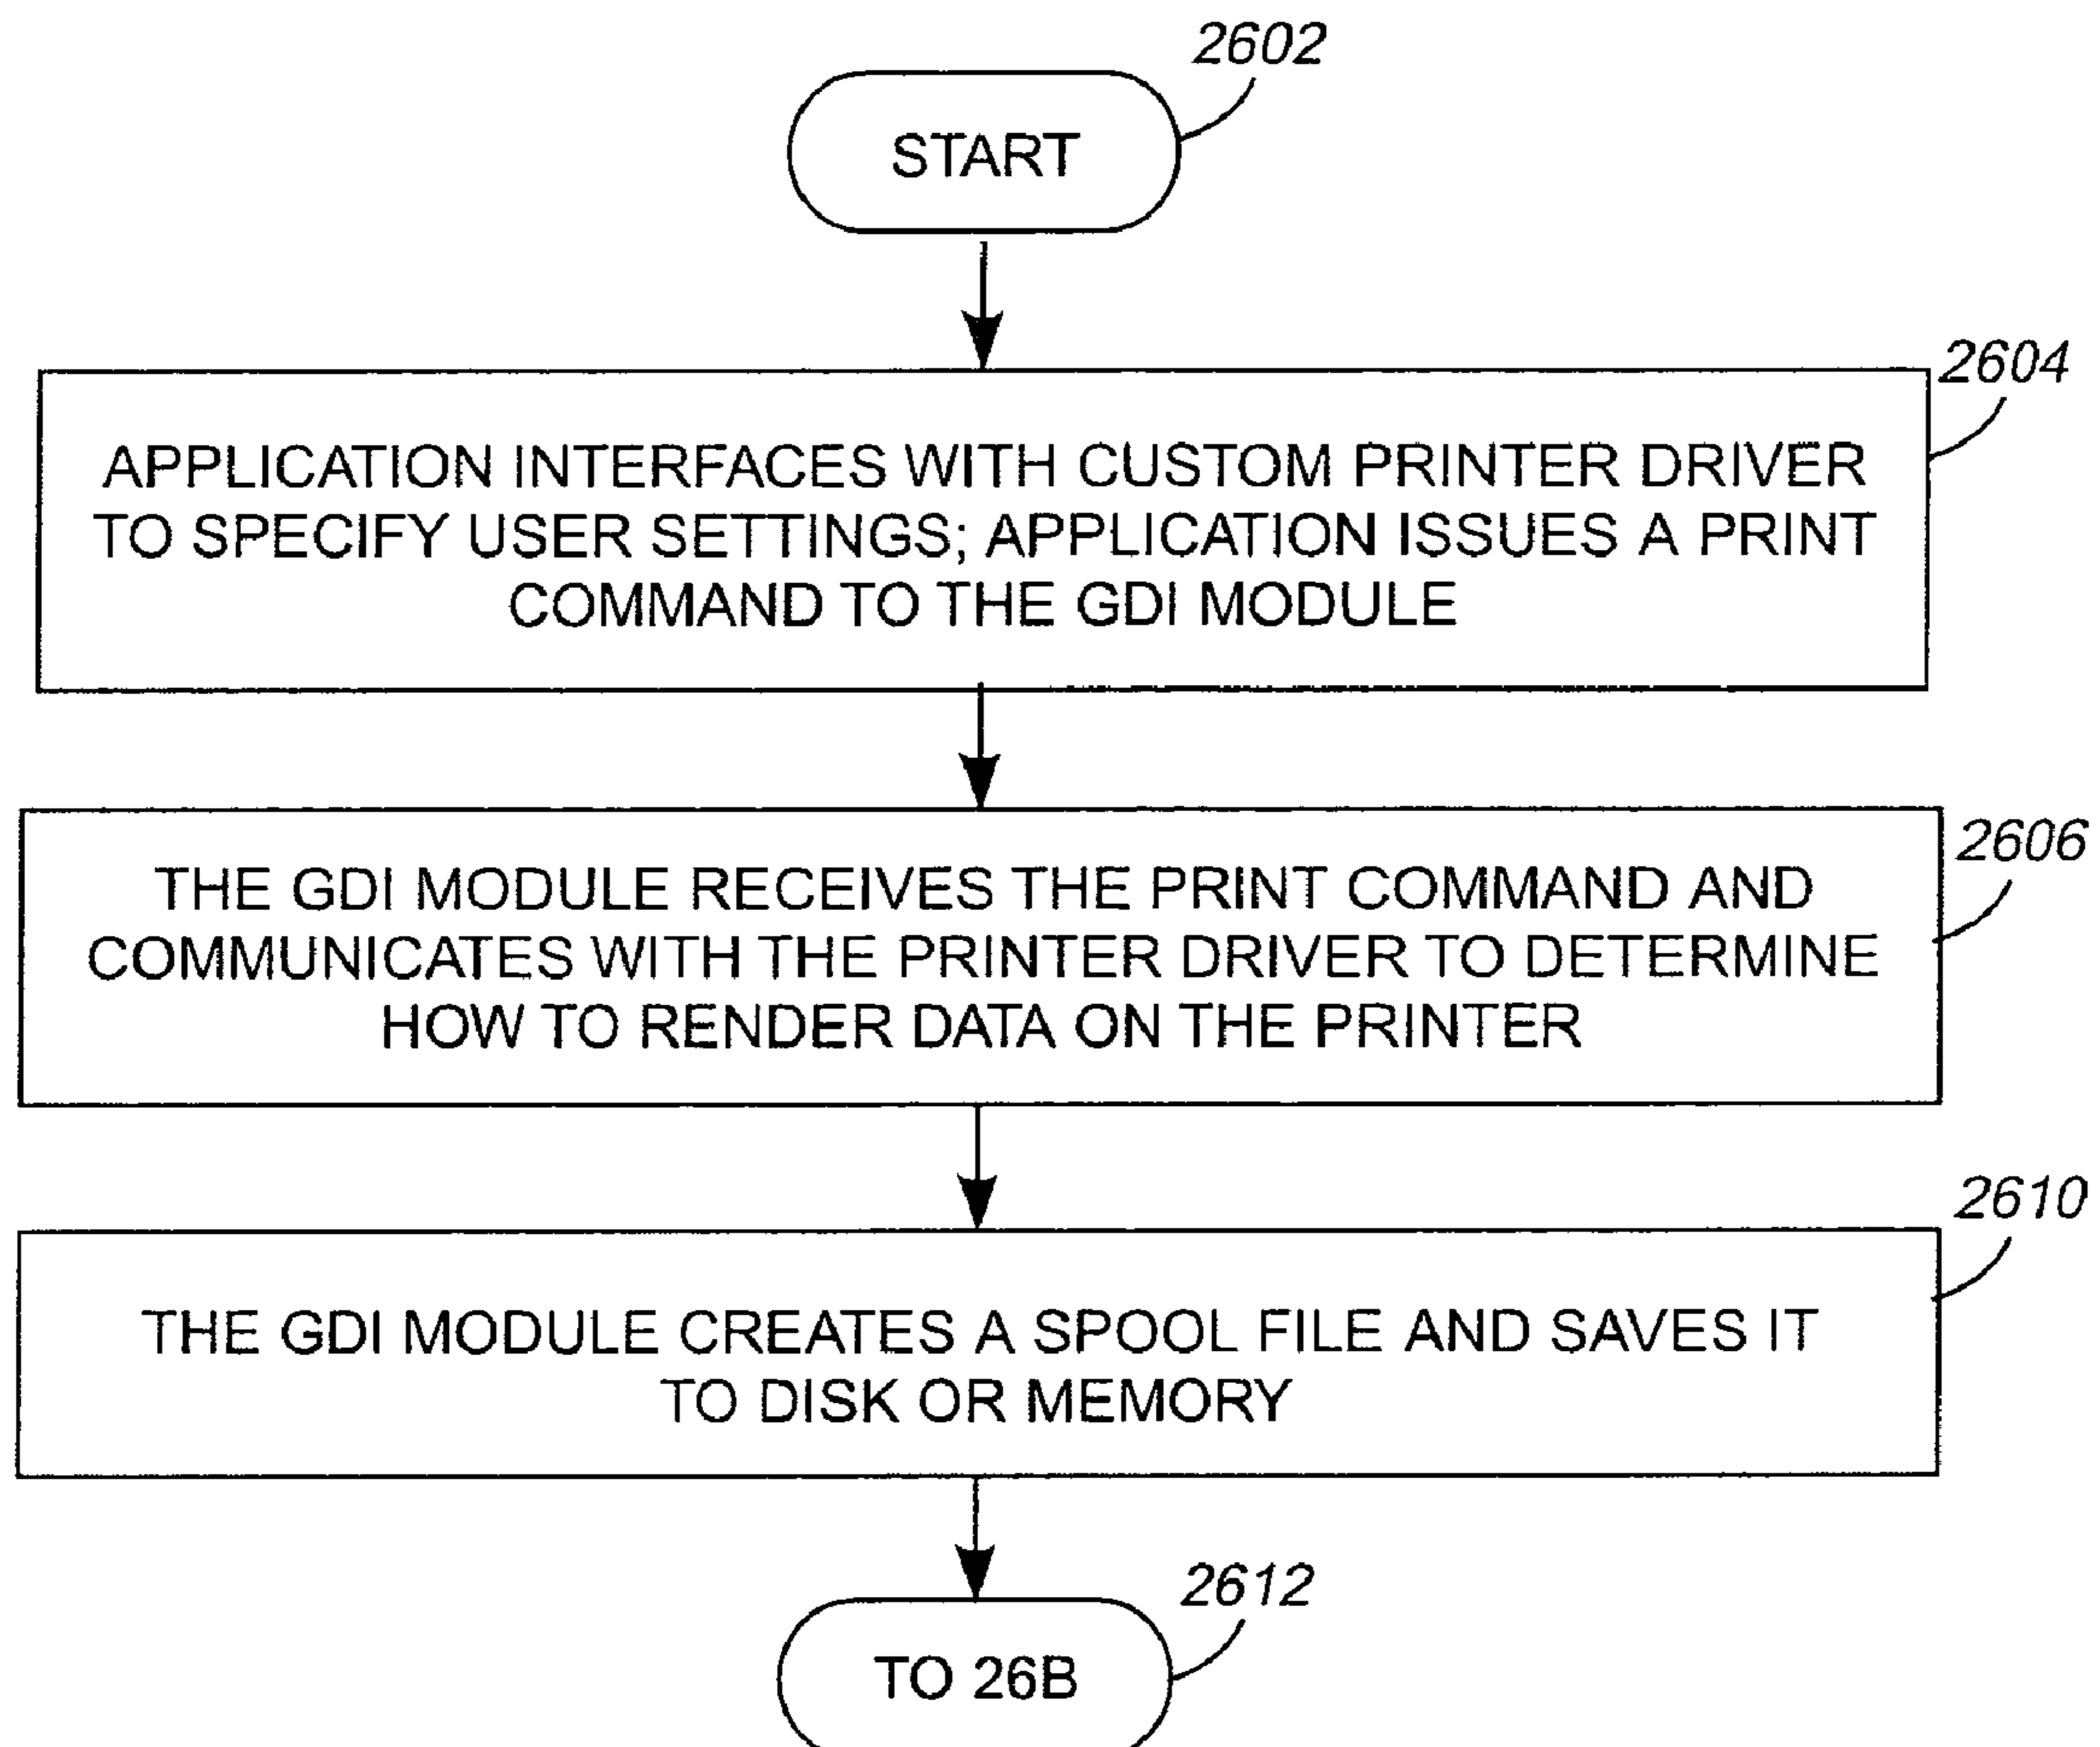 2602
START
2604
APPLICATION INTERFACES WITH CUSTOM PRINTER DRIVER
TO SPECIFY USER SETTINGS; APPLICATION ISSUES A PRINT
COMMAND TO THE GDI MODULE
2606
THE GDI MODULE RECEIVES THE PRINT COMMAND AND
COMMUNICATES WITH THE PRINTER DRIVER TO DETERMINE
HOW TO RENDER DATA ON THE PRINTER
2610
THE GDI MODULE CREATES A SPOOL FILE AND SAVES IT
TO DISK OR MEMORY
2612
TO 26B